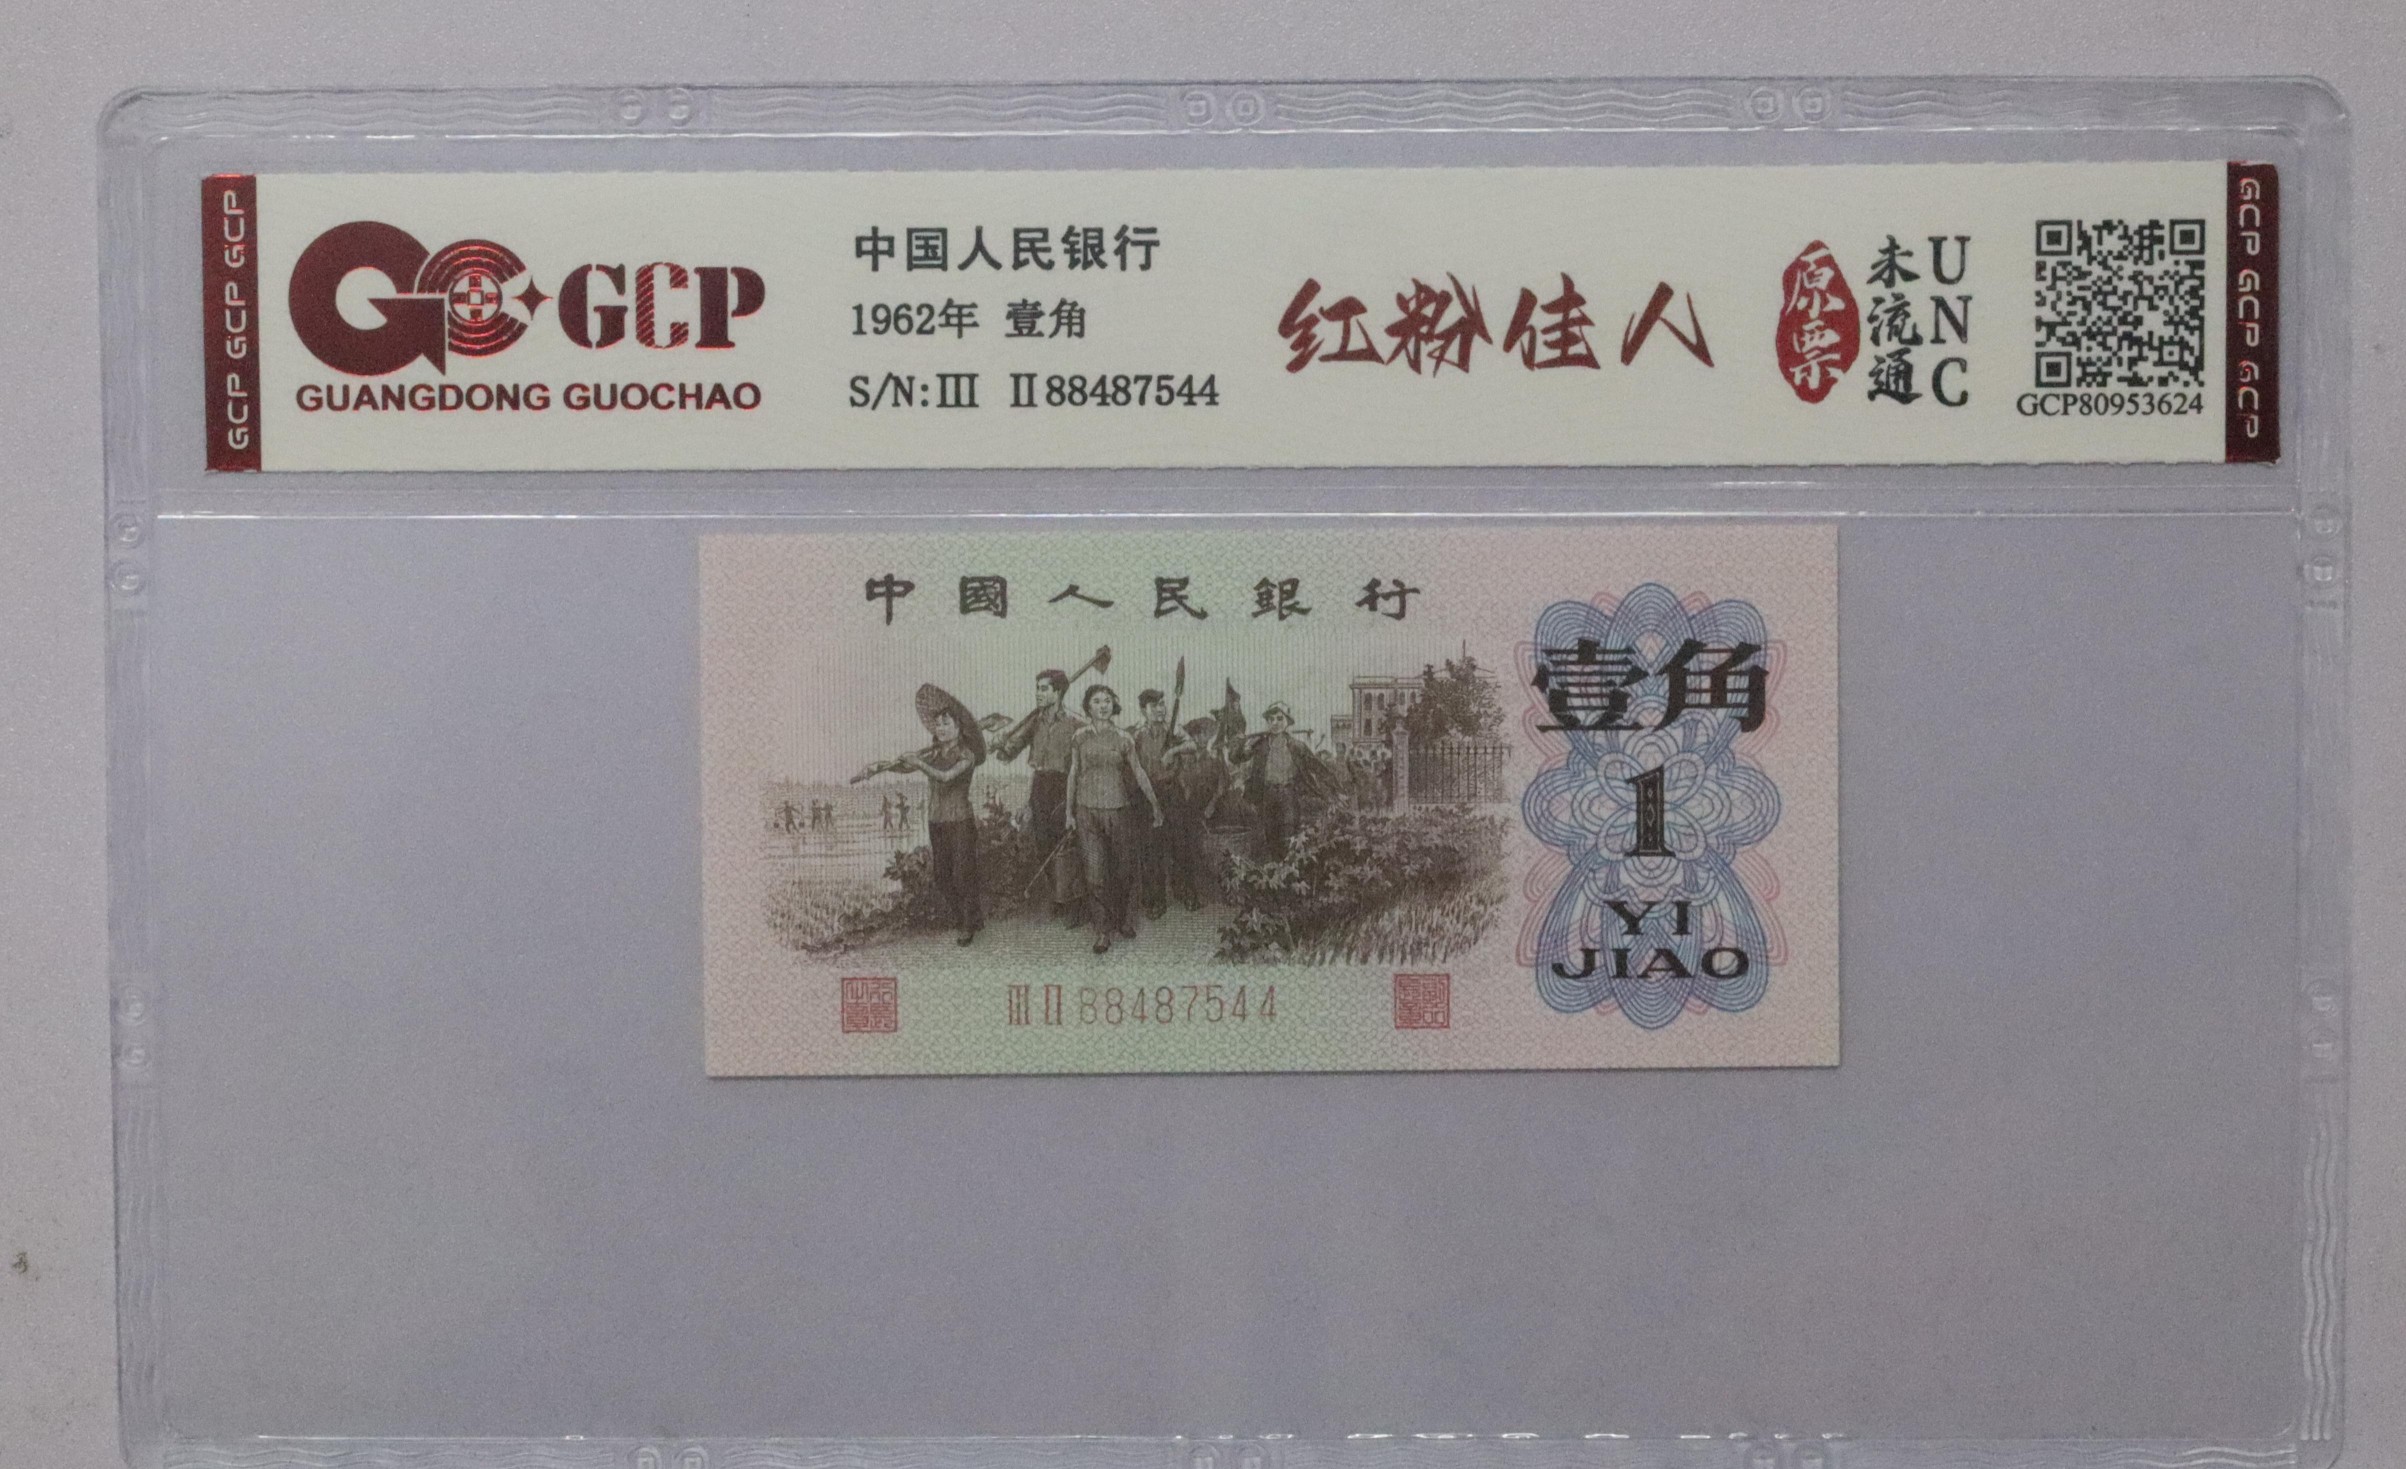 GCP GCP GCP
GCP
GUANGDONG GUOCHAO
中国人民银行
1962年 壹角
S/N:Ⅲ Ⅱ88487544
红粉佳人
原票
未流通
UNC
GCP80953624
GCP GCP GCP
中國人民銀行
壹角
1
YI
JIAO
Ⅲ Ⅱ 88487544